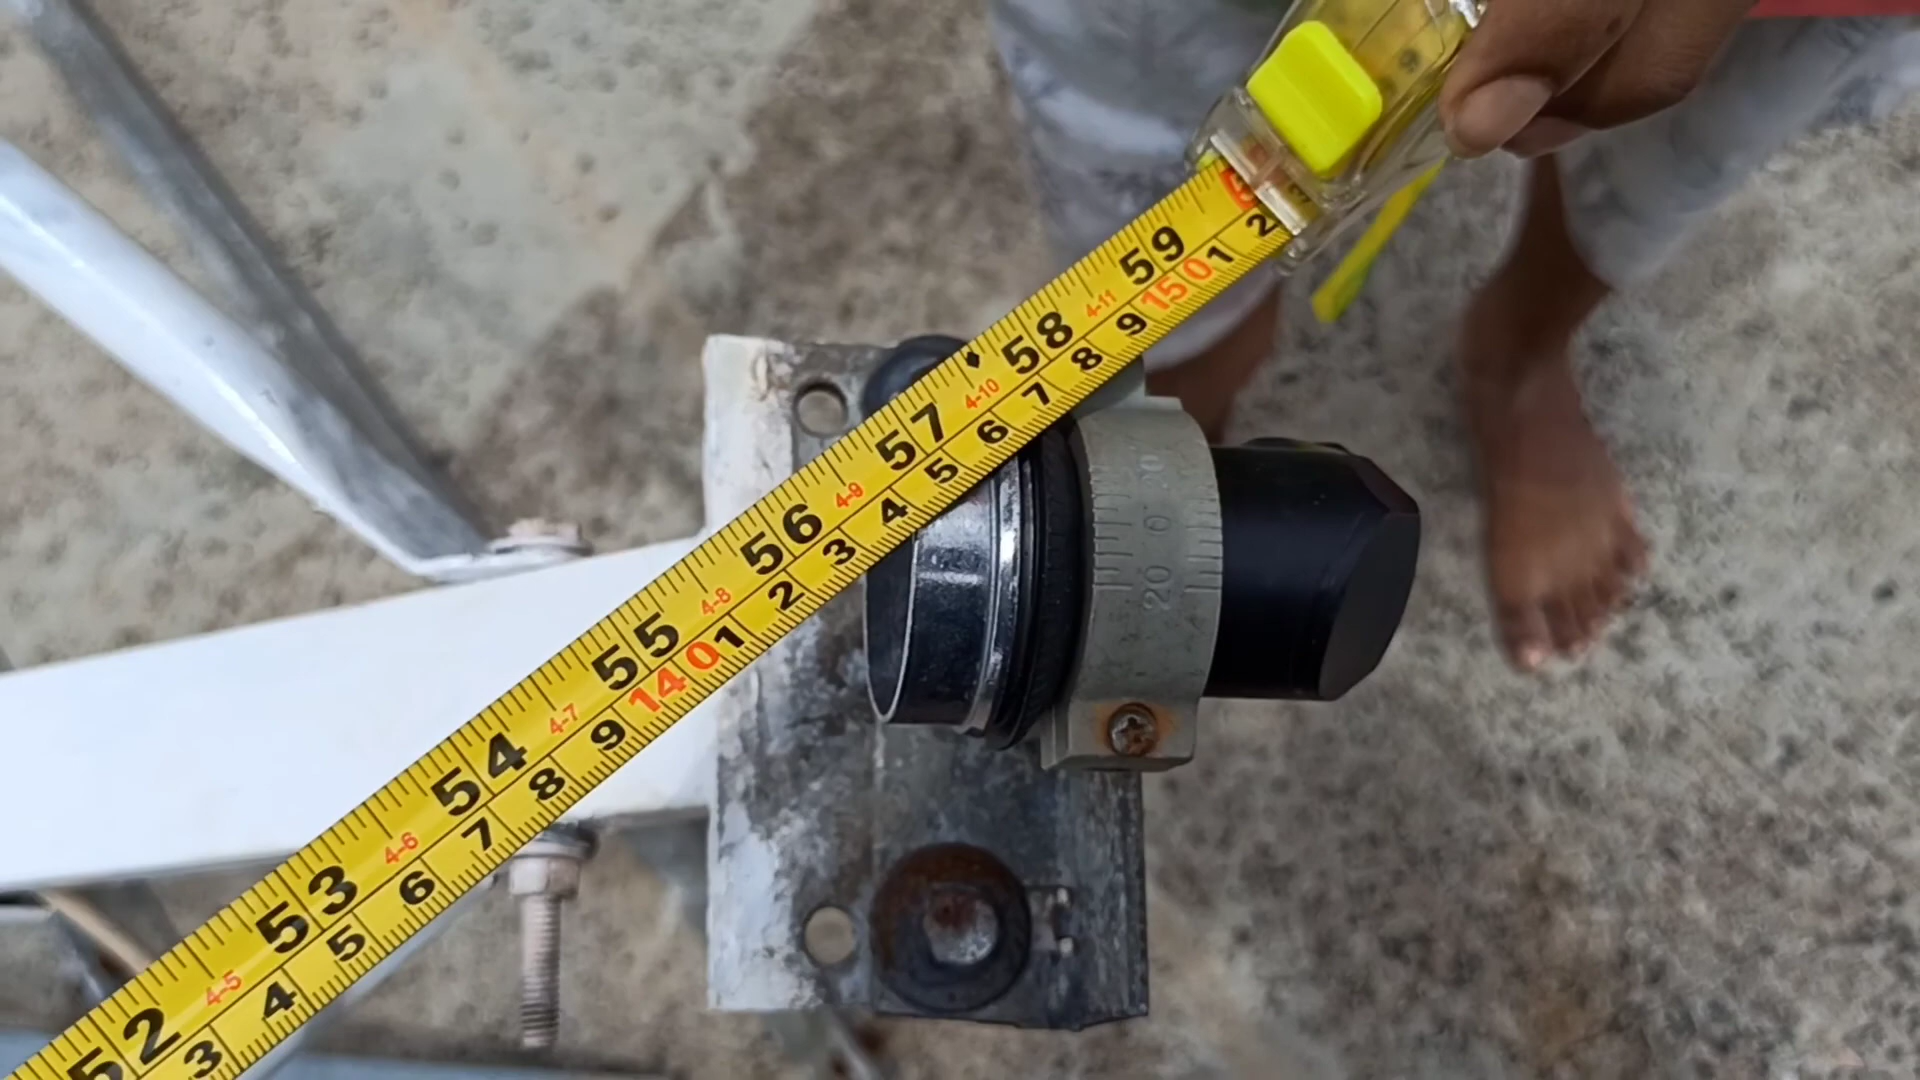 52 53 54 55 56 57 58 59
4-5 4-6 4-7 4-8 4-9 4-10 4-11
3 4 5 6 7 8 9 140 1 2 3 4 5 6 7 8 9 150 1 2
20 0 20